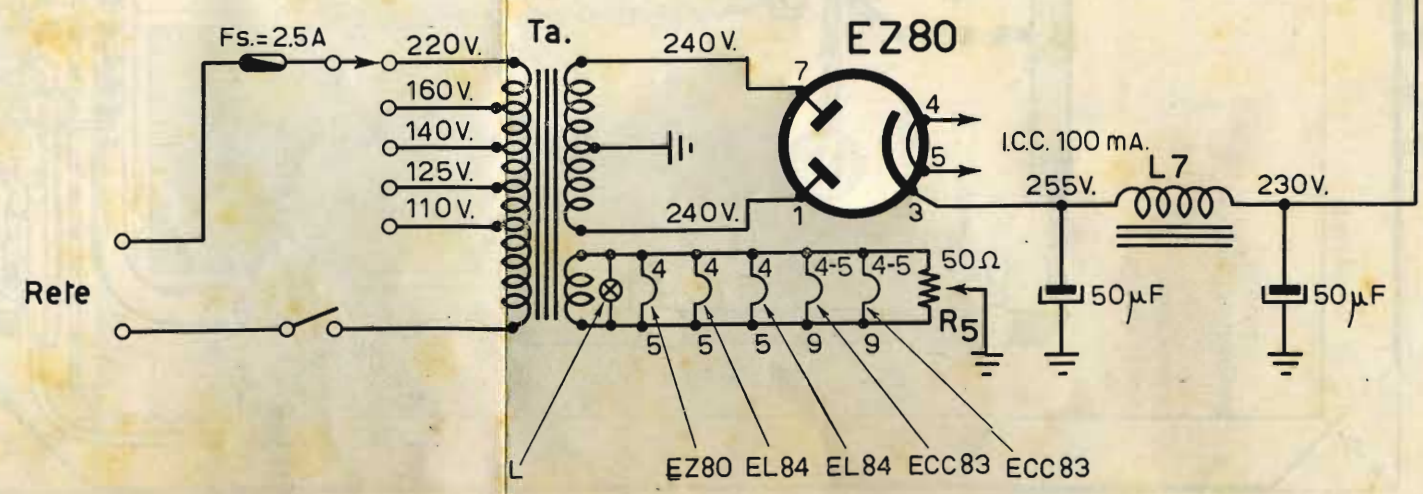 Fs.=2.5A
220V.
Ta.
240V.
EZ80
160V.
7
4
140V.
I.C.C. 100 mA.
5
125V.
255V.
L7
230V.
110V.
240V.
1
3
Rete
4
4
4
4-5
4-5
50Ω
50µF
50µF
R5
5
5
5
9
9
L
EZ80
EL84
EL84
ECC83
ECC83